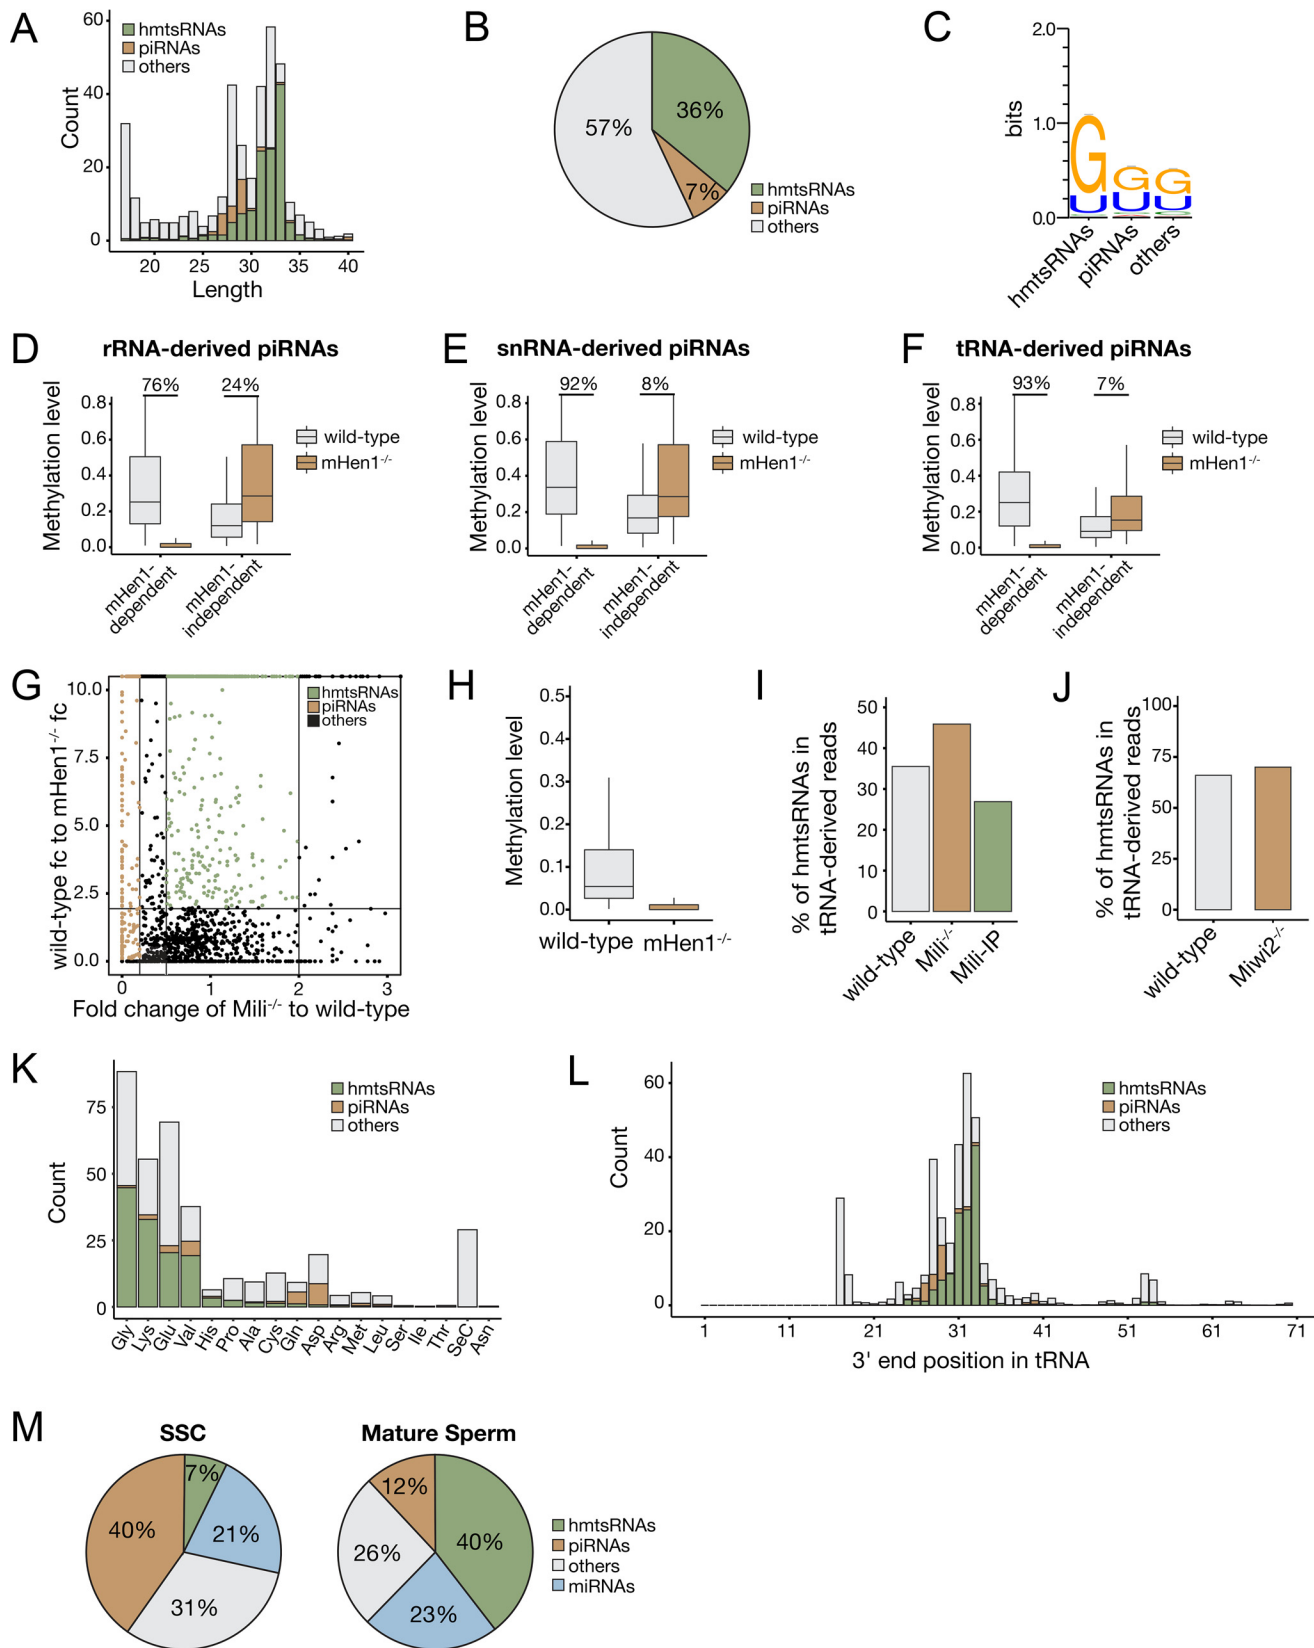 A
60
40
20
0
Count
hmtsRNAs
piRNAs
others
20 25 30 35 40
Length
B
57%
36%
7%
hmtsRNAs
piRNAs
others
C
2.0
1.0
0.0
bits
G
U
G
U
G
U
hmtsRNAs
piRNAs
others
D
rRNA-derived piRNAs
76% 24%
0.8
0.6
0.4
0.2
0.0
Methylation level
wild-type
mHen1-/-
mHen1-
dependent
mHen1-
independent
E
snRNA-derived piRNAs
92% 8%
0.8
0.6
0.4
0.2
0.0
Methylation level
wild-type
mHen1-/-
mHen1-
dependent
mHen1-
independent
F
tRNA-derived piRNAs
93% 7%
0.8
0.6
0.4
0.2
0.0
Methylation level
wild-type
mHen1-/-
mHen1-
dependent
mHen1-
independent
G
10.0
7.5
5.0
2.5
0.0
wild-type fc to mHen1-/- fc
hmtsRNAs
piRNAs
others
0 1 2 3
Fold change of Mili-/- to wild-type
H
0.5
0.4
0.3
0.2
0.1
0.0
Methylation level
wild-type mHen1-/-
I
50
40
30
20
10
0
% of hmtsRNAs in
tRNA-derived reads
wild-type
Mili-/-
Mili-IP
J
100
75
50
25
0
% of hmtsRNAs in
tRNA-derived reads
wild-type
Miwi2-/-
K
75
50
25
0
Count
hmtsRNAs
piRNAs
others
Gly Lys Glu Val His Pro Ala Cys Gln Asp Arg Met Leu Ser Ile Thr SeC Asn
L
60
40
20
0
Count
hmtsRNAs
piRNAs
others
1 11 21 31 41 51 61 71
3' end position in tRNA
M
SSC
7%
40%
21%
31%
Mature Sperm
12%
40%
26%
23%
hmtsRNAs
piRNAs
others
miRNAs